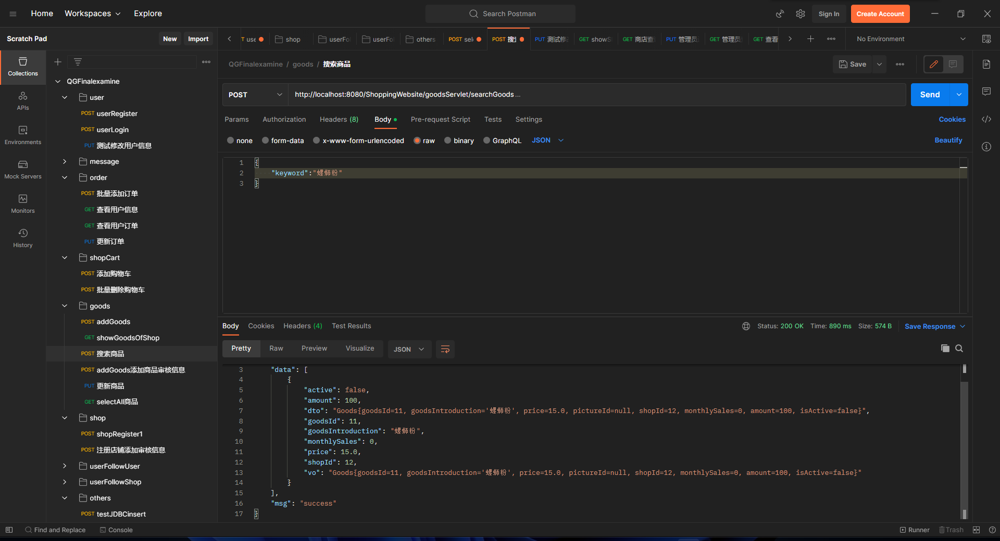 Home Workspaces Explore Search Postman Sign In Create Account
Scratch Pad New Import
use shop userFo userFo others POST sel POST 搜索 PUT 测试修 GET showS GET 商店查 PUT 管理员 GET 管理员 GET 查看 No Environment
Collections
APIs
Environments
Mock Servers
Monitors
History
QGFinalexamine
user
POST userRegister
POST userLogin
PUT 测试修改用户信息
message
order
POST 批量添加订单
GET 查看用户信息
GET 查看用户订单
PUT 更新订单
shopCart
POST 添加购物车
POST 批量删除购物车
goods
POST addGoods
GET showGoodsOfShop
POST 搜索商品
POST addGoods添加商品审核信息
PUT 更新商品
GET selectAll商品
shop
POST shopRegister1
POST 注册店铺添加审核信息
userFollowUser
userFollowShop
others
POST testJDBCinsert
QGFinalexamine / goods / 搜索商品 Save
POST http://localhost:8080/ShoppingWebsite/goodsServlet/searchGoods... Send
Params Authorization Headers (8) Body Pre-request Script Tests Settings Cookies
none form-data x-www-form-urlencoded raw binary GraphQL JSON Beautify
1 {
2 "keyword":"螺蛳粉"
3 }
Body Cookies Headers (4) Test Results Status: 200 OK Time: 890 ms Size: 574 B Save Response
Pretty Raw Preview Visualize JSON
3 "data": [
4 {
5 "active": false,
6 "amount": 100,
7 "dto": "Goods{goodsId=11, goodsIntroduction='螺蛳粉', price=15.0, pictureId=null, shopId=12, monthlySales=0, amount=100, isActive=false}",
8 "goodsId": 11,
9 "goodsIntroduction": "螺蛳粉",
10 "monthlySales": 0,
11 "price": 15.0,
12 "shopId": 12,
13 "vo": "Goods{goodsId=11, goodsIntroduction='螺蛳粉', price=15.0, pictureId=null, shopId=12, monthlySales=0, amount=100, isActive=false}"
14 }
15 ],
16 "msg": "success"
17 }
Find and Replace Console Runner Trash